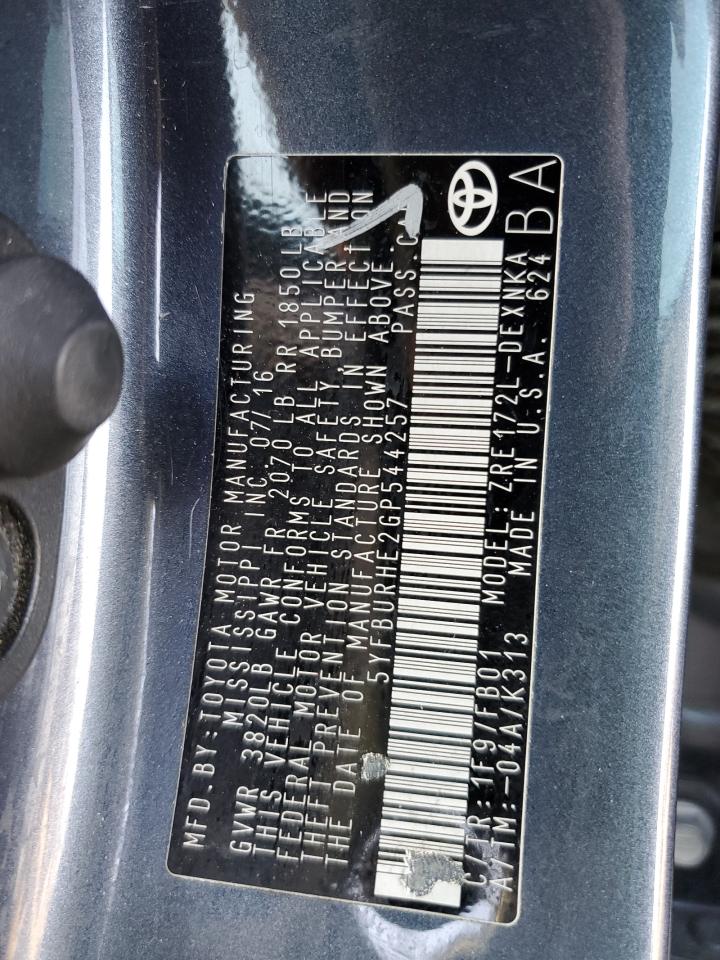 MFD.BY:TOYOTA MOTOR MANUFACTURING
MISSISSIPPI INC. 07/16
GVWR 3820LB GAWR FR 2070 LB RR 1850LB
THIS VEHICLE CONFORMS TO ALL APPLICABLE
FEDERAL MOTOR VEHICLE SAFETY, BUMPER, AND
THEFT PREVENTION STANDARDS IN EFFECT ON
THE DATE OF MANUFACTURE SHOWN ABOVE.
5YFBURHE2GP544257 PASS.CAR
C/TR:1F9/FB01 MODEL:ZRE172L-DEXNKA
A/TM:-04A/K313 MADE IN U.S.A. 624
BA